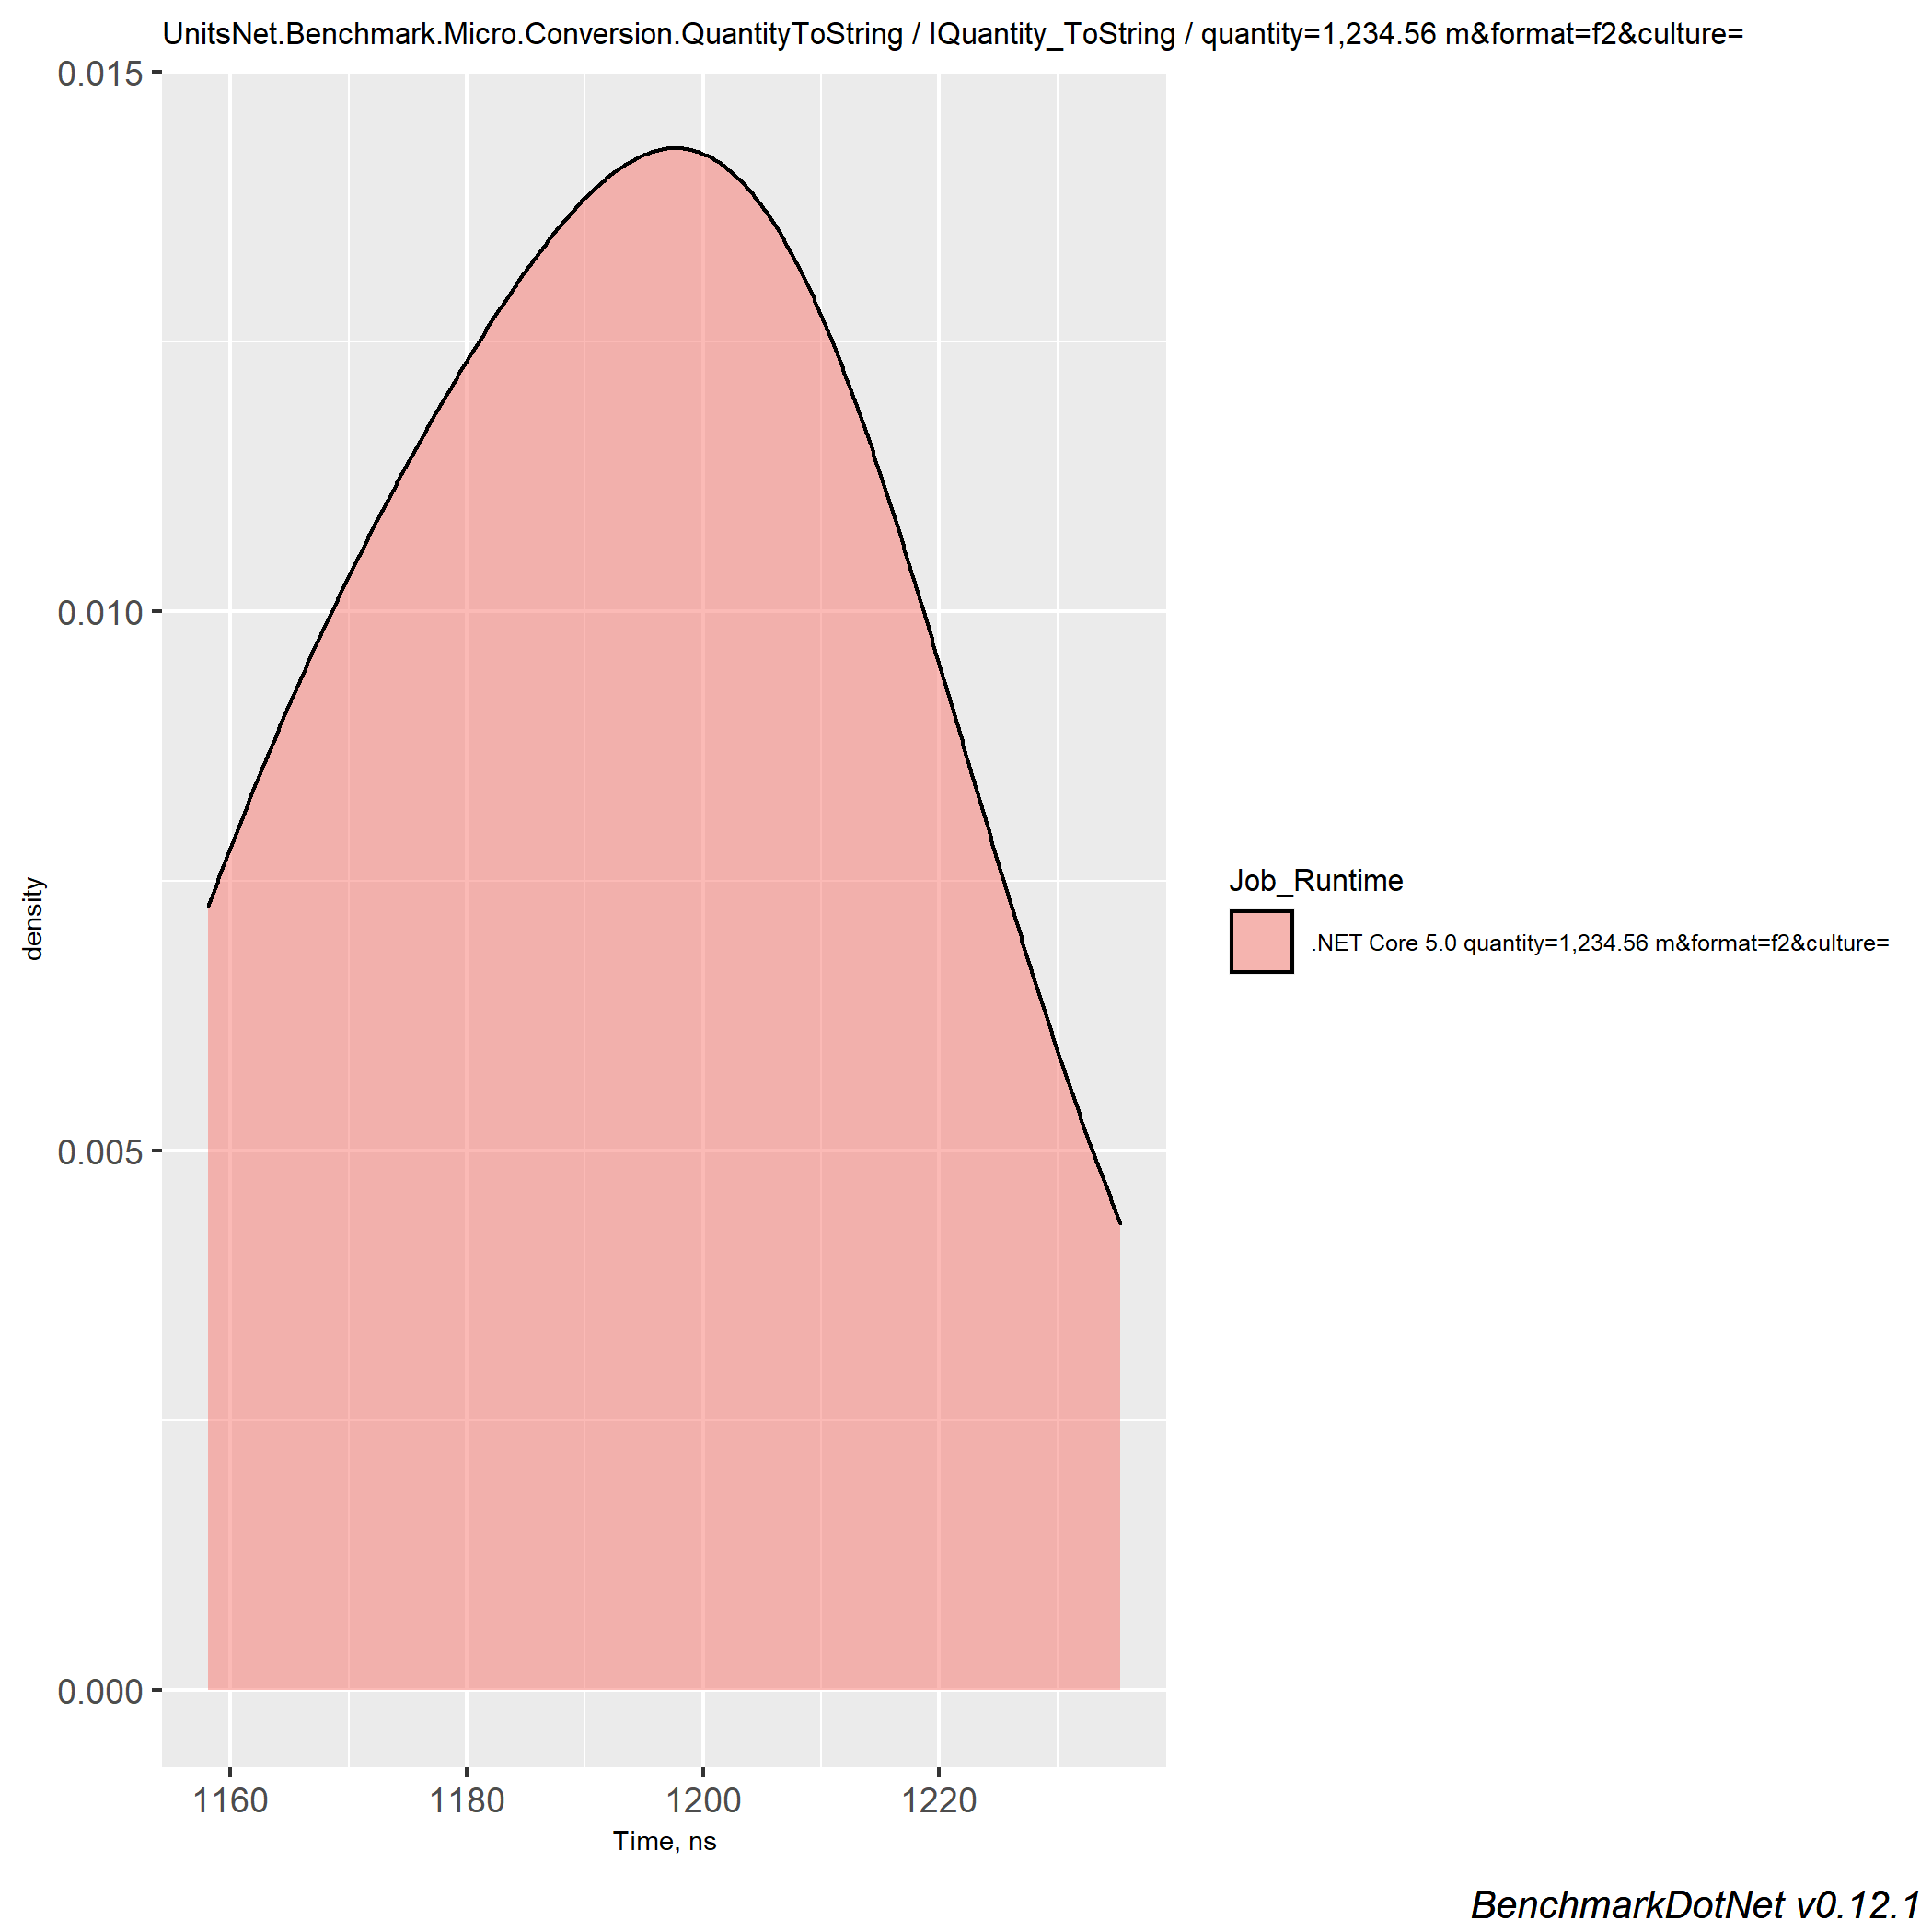 UnitsNet.Benchmark.Micro.Conversion.QuantityToString / IQuantity_ToString / quantity=1,234.56 m&format=f2&culture=
0.015
0.010
0.005
0.000
density
1160 1180 1200 1220
Time, ns
Job_Runtime
.NET Core 5.0 quantity=1,234.56 m&format=f2&culture=
BenchmarkDotNet v0.12.1